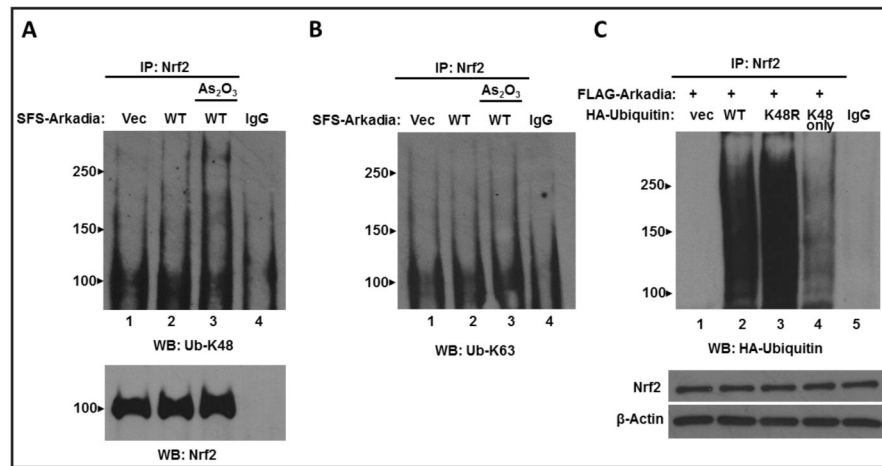 A
IP: Nrf2
As₂O₃
SFS-Arkadia: Vec WT WT IgG
250
150
100
1 2 3 4
WB: Ub-K48
100
WB: Nrf2
B
IP: Nrf2
As₂O₃
SFS-Arkadia: Vec WT WT IgG
250
150
100
1 2 3 4
WB: Ub-K63
C
IP: Nrf2
FLAG-Arkadia: + + + +
HA-Ubiquitin: vec WT K48R K48 only IgG
250
150
100
1 2 3 4 5
WB: HA-Ubiquitin
Nrf2
β-Actin